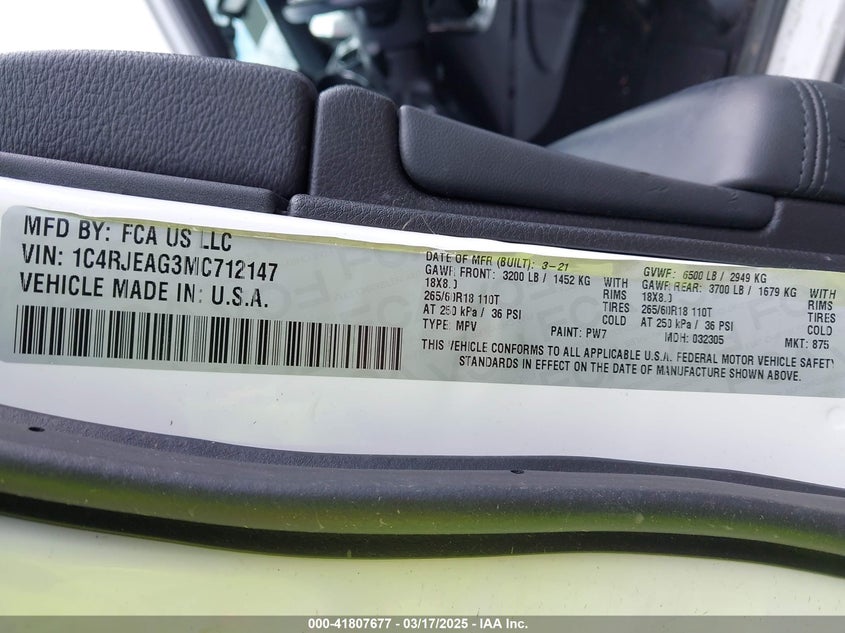 MFD BY: FCA US LLC
VIN: 1C4RJEAG3MC712147
VEHICLE MADE IN: U.S.A.
DATE OF MFR (BUILT): 3-21 GVWR: 6500 LB / 2949 KG
GAWR FRONT: 3200 LB / 1452 KG WITH GAWR REAR: 3700 LB / 1679 KG WITH
18X8.0 RIMS 18X8.0 RIMS
265/60R18 110T TIRES 265/60R18 110T TIRES
AT 250 kPa / 36 PSI COLD AT 250 kPa / 36 PSI COLD
TYPE: MPV PAINT: PW7 MDH: 032305 MKT: 875
THIS VEHICLE CONFORMS TO ALL APPLICABLE U.S.A. FEDERAL MOTOR VEHICLE SAFETY
STANDARDS IN EFFECT ON THE DATE OF MANUFACTURE SHOWN ABOVE.
000-41807677 - 03/17/2025 - IAA Inc.